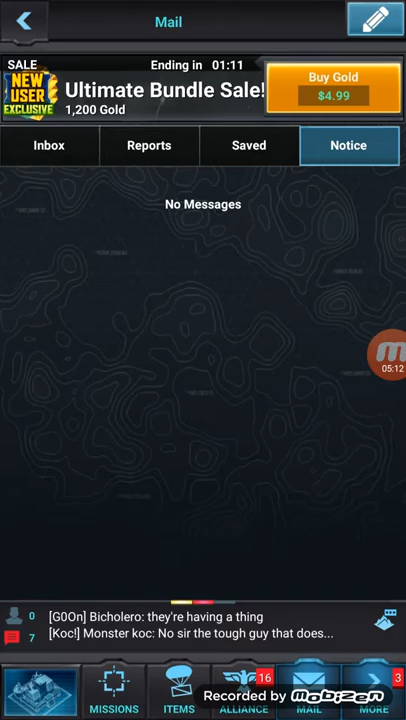 Mail
SALE
Ending in 01:11
NEW
USER
EXCLUSIVE
Ultimate Bundle Sale!
1,200 Gold
Buy Gold
$4.99
Inbox
Reports
Saved
Notice
No Messages
05:12
0
[G0On] Bicholero: they're having a thing
7
[Koc!] Monster koc: No sir the tough guy that does...
16
3
Recorded by mobizen
MISSIONS
ITEMS
ALLIANCE
MAIL
MORE